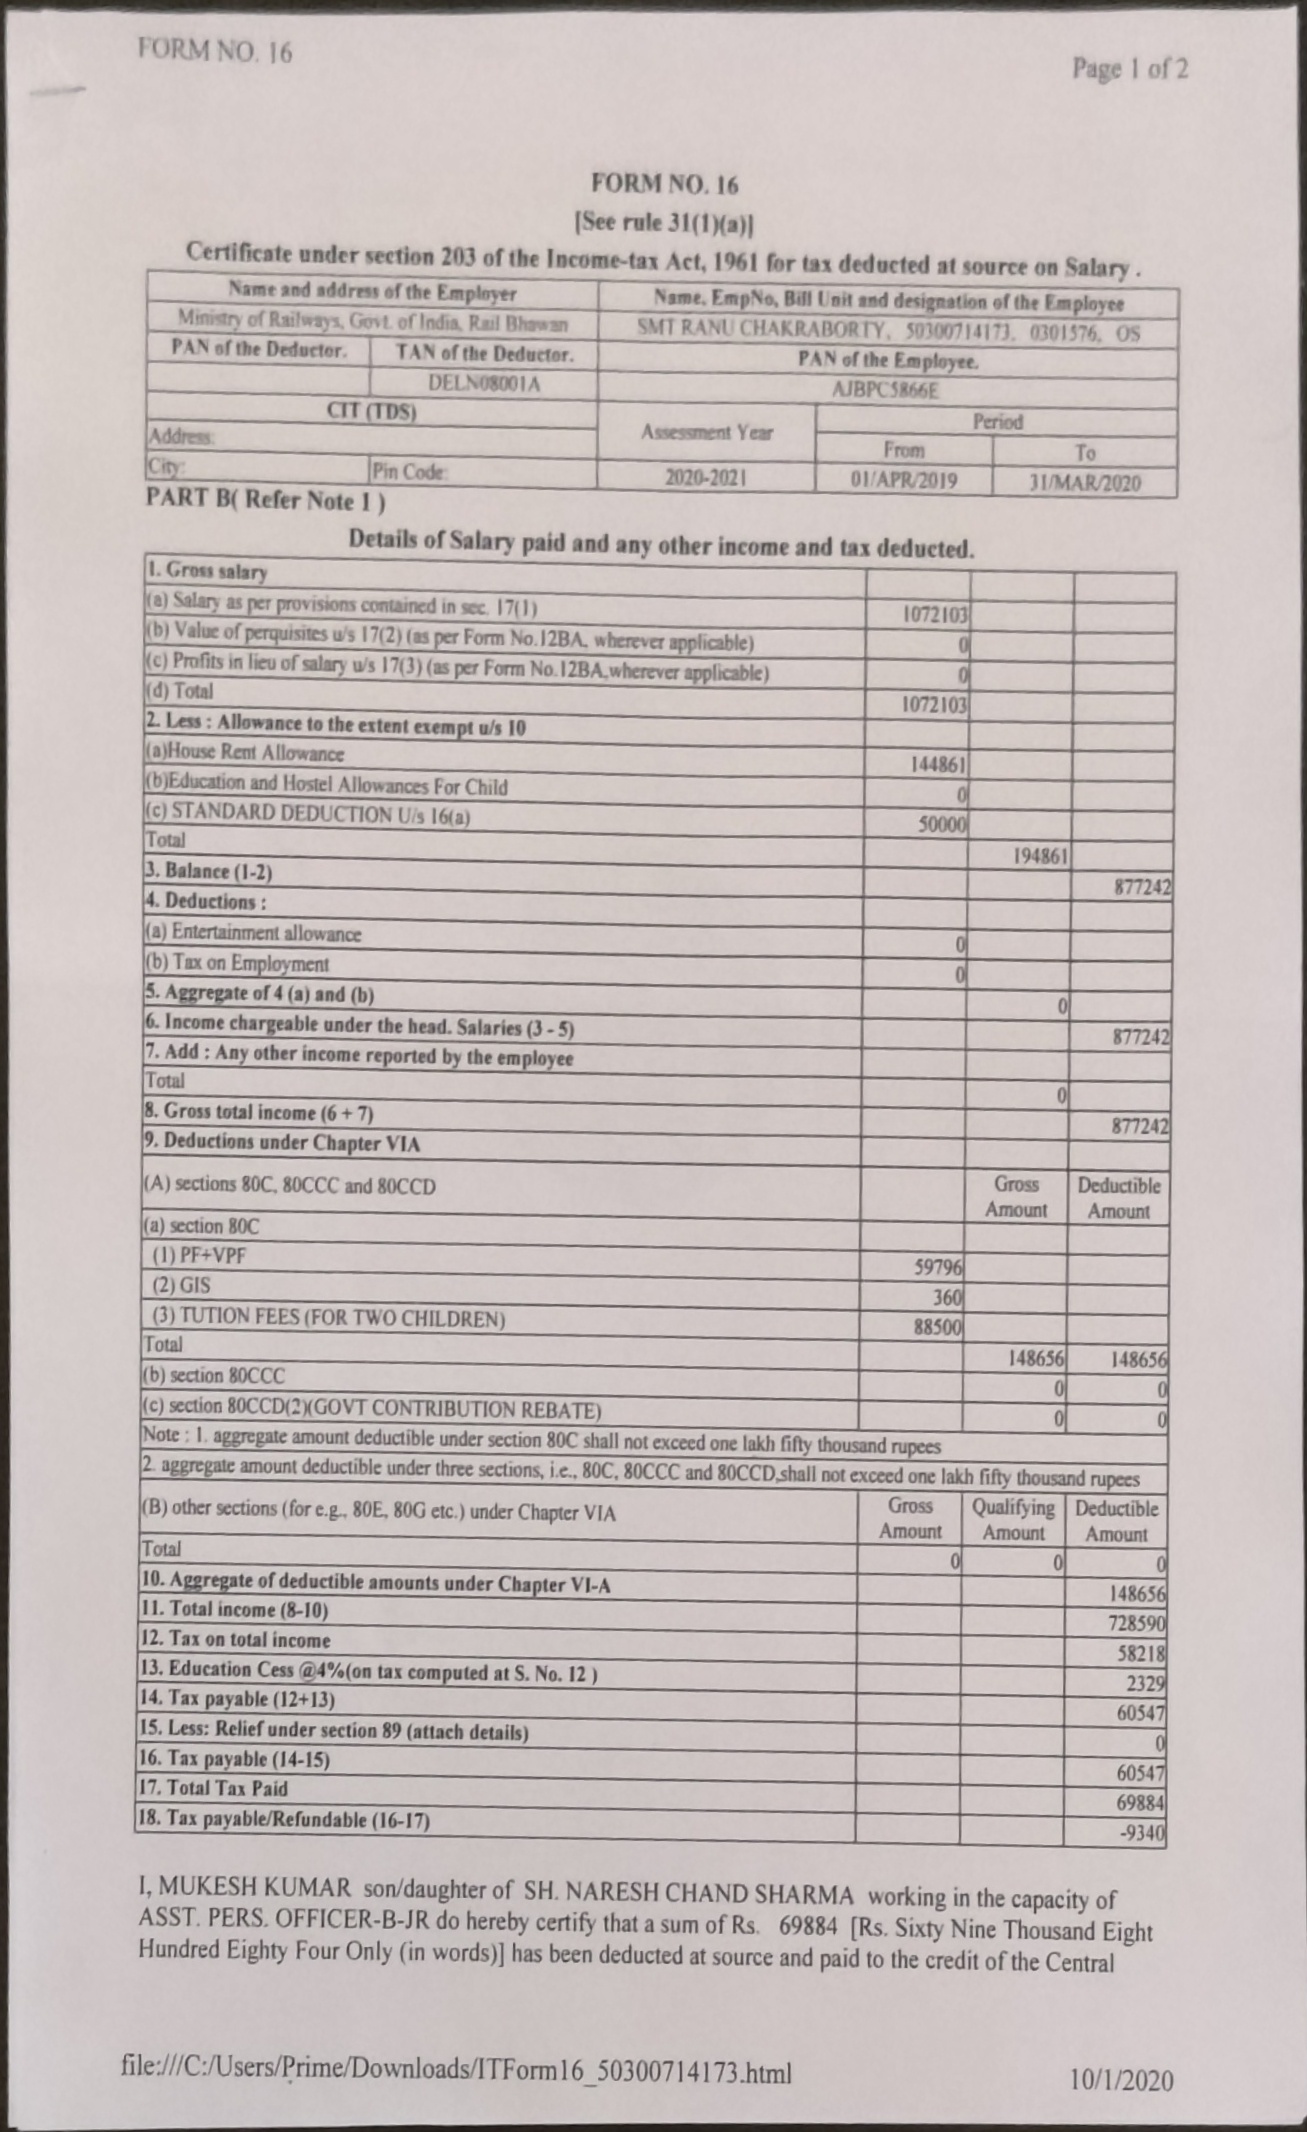 FORM NO. 16
Page 1 of 2
FORM NO. 16
[See rule 31(1)(a)]
Certificate under section 203 of the Income-tax Act, 1961 for tax deducted at source on Salary .
Name and address of the Employer Name, EmpNo, Bill Unit and designation of the Employee
Ministry of Railways, Govt. of India, Rail Bhawan SMT RANU CHAKRABORTY, 50300714173, 0301576, OS
PAN of the Deductor. TAN of the Deductor. PAN of the Employee.
DELN08001A AJBPC5866E
CIT (TDS) Assessment Year Period
Address:
From To
City: Pin Code: 2020-2021 01/APR/2019 31/MAR/2020
PART B( Refer Note 1 )
Details of Salary paid and any other income and tax deducted.
1. Gross salary
(a) Salary as per provisions contained in sec. 17(1) 1072103
(b) Value of perquisites u/s 17(2) (as per Form No.12BA, wherever applicable) 0
(c) Profits in lieu of salary u/s 17(3) (as per Form No.12BA,wherever applicable) 0
(d) Total 1072103
2. Less : Allowance to the extent exempt u/s 10
(a)House Rent Allowance 144861
(b)Education and Hostel Allowances For Child 0
(c) STANDARD DEDUCTION U/s 16(a) 50000
Total 194861
3. Balance (1-2) 877242
4. Deductions :
(a) Entertainment allowance 0
(b) Tax on Employment 0
5. Aggregate of 4 (a) and (b) 0
6. Income chargeable under the head. Salaries (3 - 5) 877242
7. Add : Any other income reported by the employee
Total 0
8. Gross total income (6 + 7) 877242
9. Deductions under Chapter VIA
(A) sections 80C, 80CCC and 80CCD Gross Amount Deductible Amount
(a) section 80C
(1) PF+VPF 59796
(2) GIS 360
(3) TUTION FEES (FOR TWO CHILDREN) 88500
Total 148656 148656
(b) section 80CCC 0 0
(c) section 80CCD(2)(GOVT CONTRIBUTION REBATE) 0 0
Note : 1. aggregate amount deductible under section 80C shall not exceed one lakh fifty thousand rupees
2. aggregate amount deductible under three sections, i.e., 80C, 80CCC and 80CCD,shall not exceed one lakh fifty thousand rupees
(B) other sections (for e.g., 80E, 80G etc.) under Chapter VIA Gross Amount Qualifying Amount Deductible Amount
Total 0 0 0
10. Aggregate of deductible amounts under Chapter VI-A 148656
11. Total income (8-10) 728590
12. Tax on total income 58218
13. Education Cess @4%(on tax computed at S. No. 12 ) 2329
14. Tax payable (12+13) 60547
15. Less: Relief under section 89 (attach details) 0
16. Tax payable (14-15) 60547
17. Total Tax Paid 69884
18. Tax payable/Refundable (16-17) -9340
I, MUKESH KUMAR son/daughter of SH. NARESH CHAND SHARMA working in the capacity of
ASST. PERS. OFFICER-B-JR do hereby certify that a sum of Rs. 69884 [Rs. Sixty Nine Thousand Eight
Hundred Eighty Four Only (in words)] has been deducted at source and paid to the credit of the Central
file:///C:/Users/Prime/Downloads/ITForm16_50300714173.html
10/1/2020